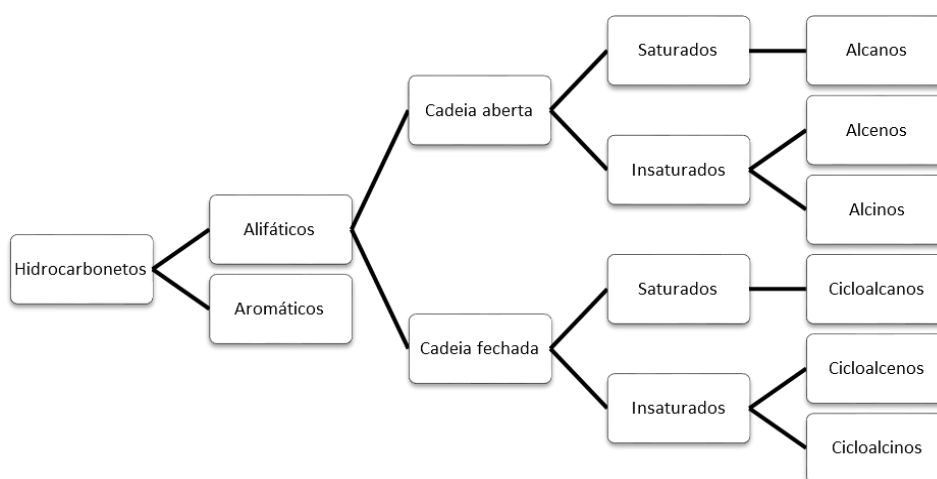 Hidrocarbonetos
Alifáticos
Cadeia aberta
Saturados
Alcanos
Insaturados
Alcenos
Alcinos
Cadeia fechada
Saturados
Cicloalcanos
Insaturados
Cicloalcenos
Cicloalcinos
Aromáticos